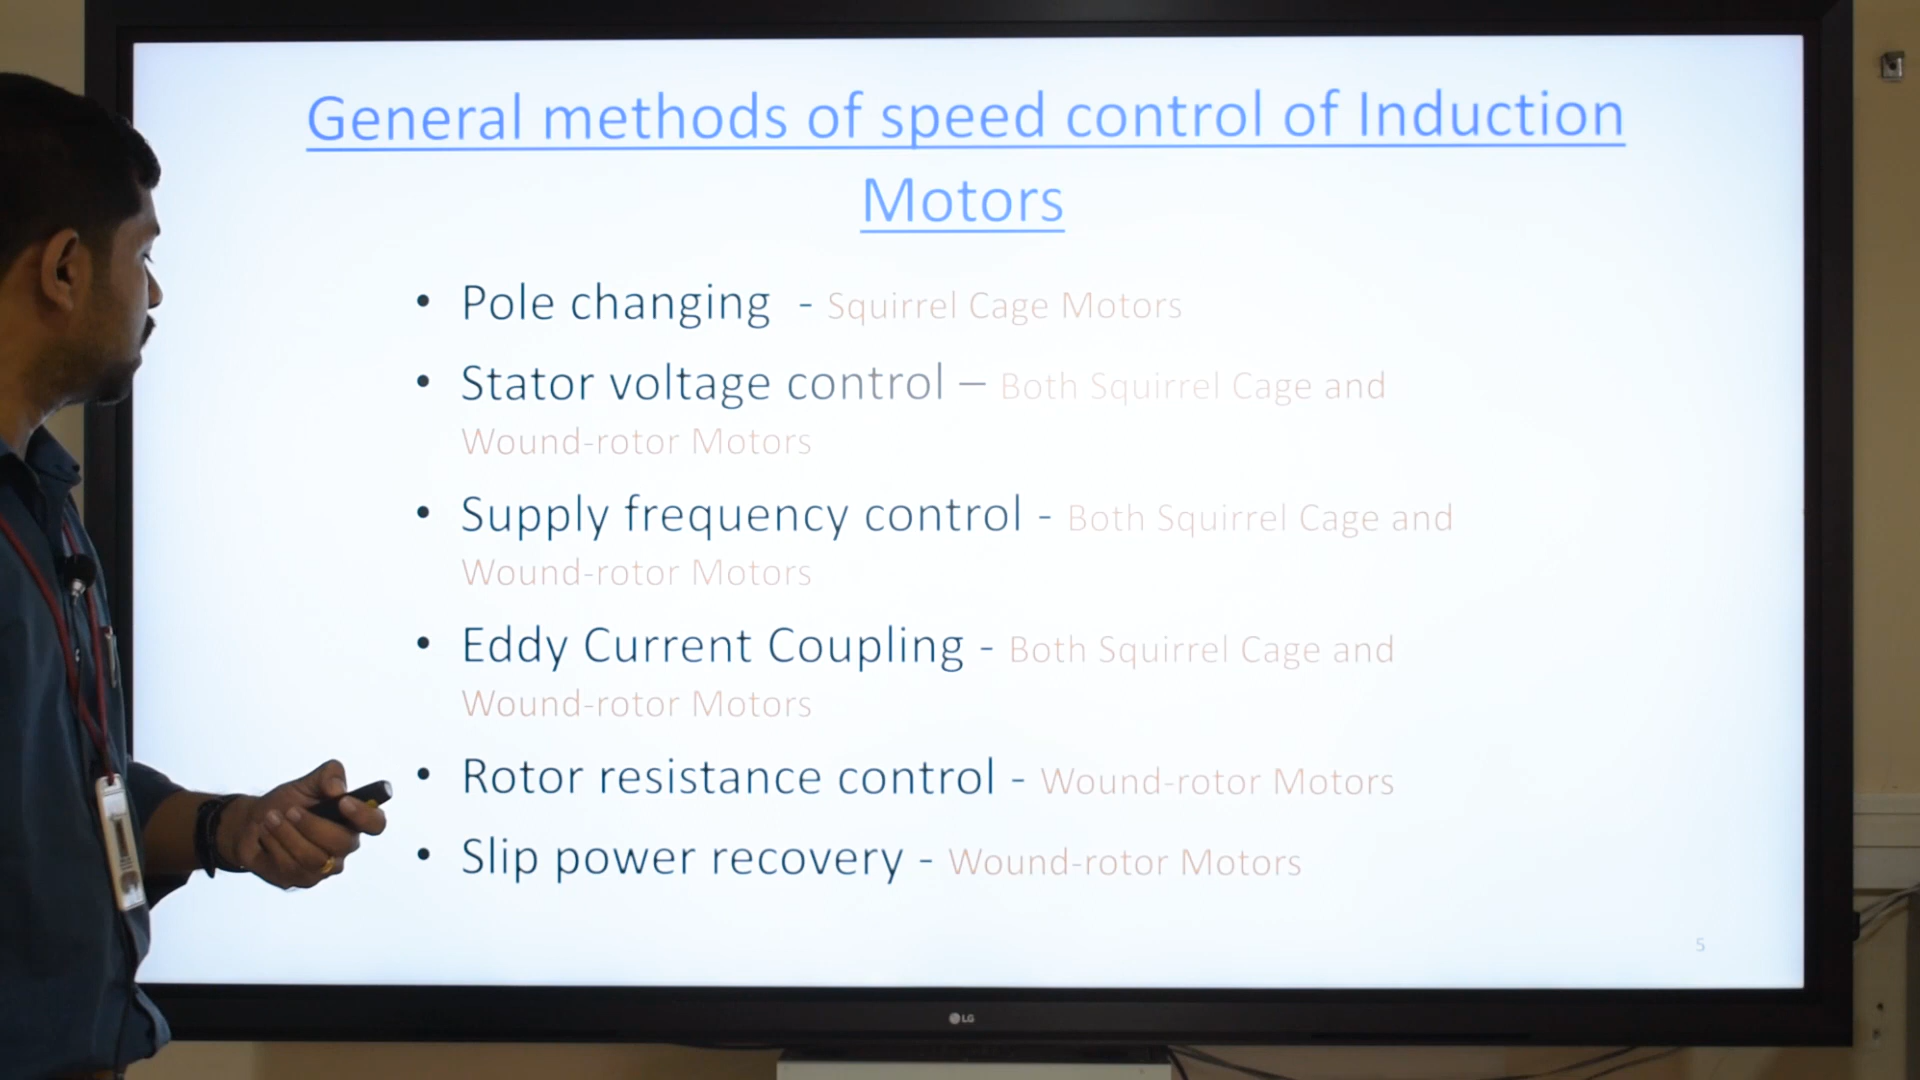 General methods of speed control of Induction
Motors
• Pole changing - Squirrel Cage Motors
• Stator voltage control – Both Squirrel Cage and
Wound-rotor Motors
• Supply frequency control - Both Squirrel Cage and
Wound-rotor Motors
• Eddy Current Coupling - Both Squirrel Cage and
Wound-rotor Motors
• Rotor resistance control - Wound-rotor Motors
• Slip power recovery - Wound-rotor Motors
5
LG